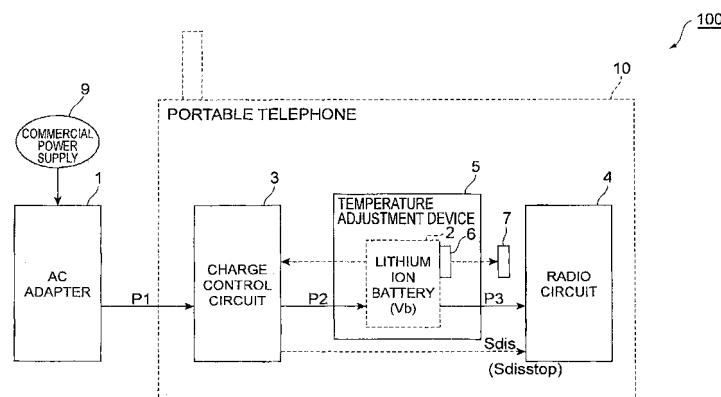 100
10
9
COMMERCIAL
POWER
SUPPLY
PORTABLE TELEPHONE
1
3
5
4
TEMPERATURE
ADJUSTMENT DEVICE
2
6
7
AC
ADAPTER
CHARGE
CONTROL
CIRCUIT
LITHIUM
ION
BATTERY
(Vb)
RADIO
CIRCUIT
P1
P2
P3
Sdis
(Sdisstop)